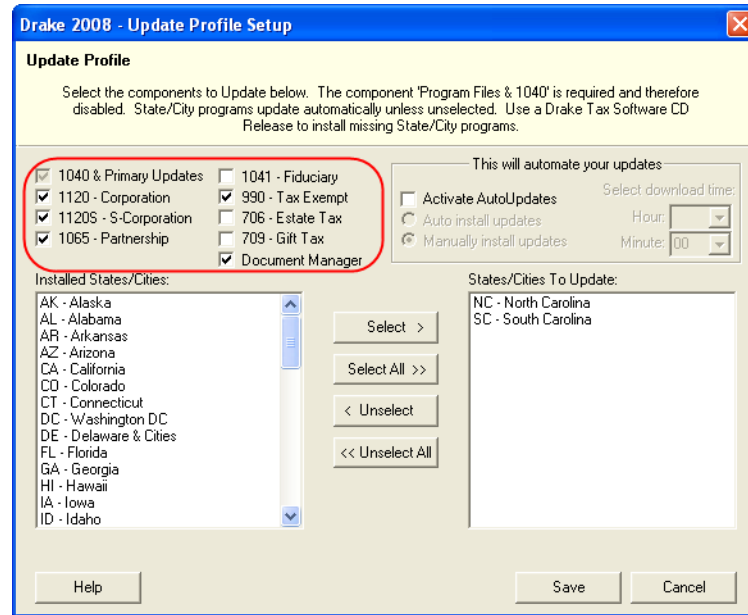 Drake 2008 - Update Profile Setup
Update Profile
Select the components to Update below. The component 'Program Files & 1040' is required and therefore
disabled. State/City programs update automatically unless unselected. Use a Drake Tax Software CD
Release to install missing State/City programs.
1040 & Primary Updates
1120 - Corporation
1120S - S-Corporation
1065 - Partnership
1041 - Fiduciary
990 - Tax Exempt
706 - Estate Tax
709 - Gift Tax
Document Manager
This will automate your updates
Activate AutoUpdates
Auto install updates
Manually install updates
Select download time:
Hour:
Minute: 00
Installed States/Cities:
AK - Alaska
AL - Alabama
AR - Arkansas
AZ - Arizona
CA - California
CO - Colorado
CT - Connecticut
DC - Washington DC
DE - Delaware & Cities
FL - Florida
GA - Georgia
HI - Hawaii
IA - Iowa
ID - Idaho
Select >
Select All >>
< Unselect
<< Unselect All
States/Cities To Update:
NC - North Carolina
SC - South Carolina
Help
Save
Cancel